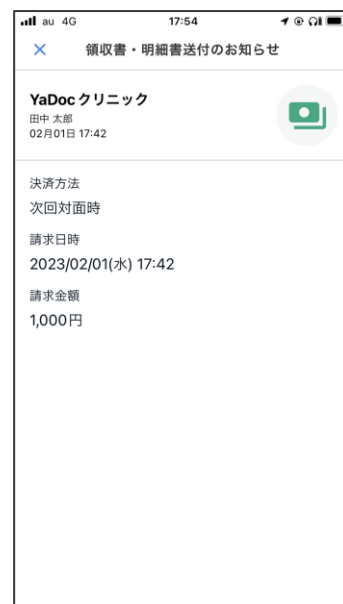 au 4G 17:54
領収書・明細書送付のお知らせ
YaDocクリニック
田中 太郎
02月01日 17:42
決済方法
次回対面時
請求日時
2023/02/01(水) 17:42
請求金額
1,000円